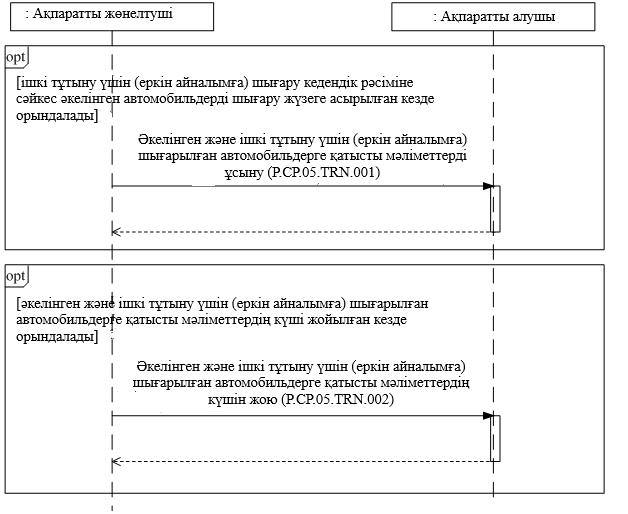 : Ақпаратты жөнелтуші
: Ақпаратты алушы
opt
[ішкі тұтыну үшін (еркін айналымға) шығару кедендік рәсіміне
сәйкес әкелінген автомобильдерді шығару жүзеге асырылған кезде
орындалады]
Әкелінген және ішкі тұтыну үшін (еркін айналымға)
шығарылған автомобильдерге қатысты мәліметтерді
ұсыну (P.CP.05.TRN.001)
opt
[әкелінген және ішкі тұтыну үшін (еркін айналымға) шығарылған
автомобильдерге қатысты мәліметтердің күші жойылған кезде
орындалады]
Әкелінген және ішкі тұтыну үшін (еркін айналымға)
шығарылған автомобильдерге қатысты мәліметтердің
күшін жою (P.CP.05.TRN.002)